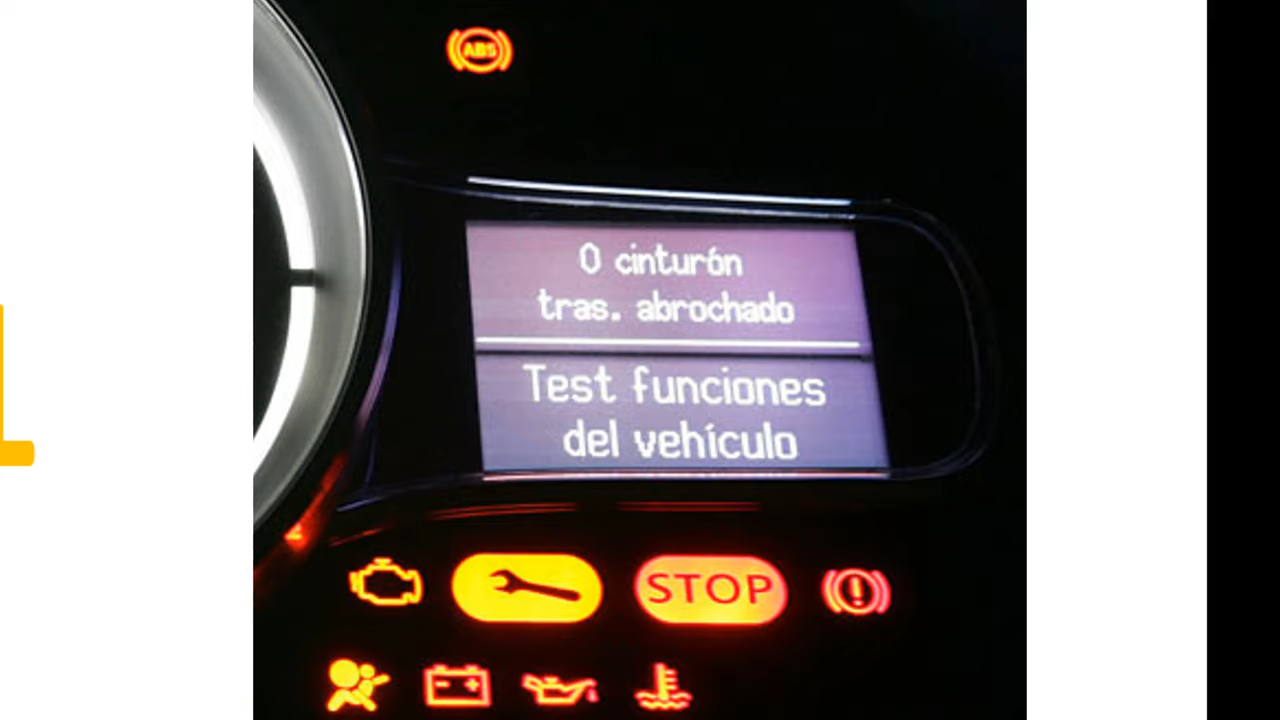 ABS
0 cinturón
tras. abrochado
Test funciones
del vehículo
STOP